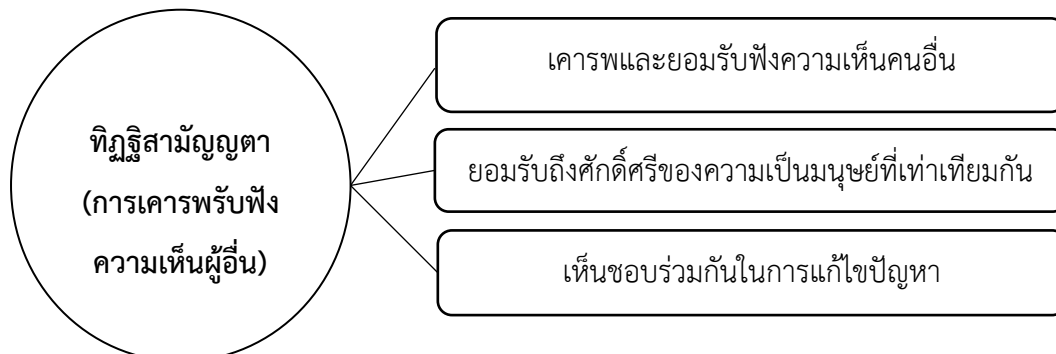 ทิฏฐิสามัญญตา
(การเคารพรับฟัง
ความเห็นผู้อื่น)
เคารพและยอมรับฟังความเห็นคนอื่น
ยอมรับถึงศักดิ์ศรีของความเป็นมนุษย์ที่เท่าเทียมกัน
เห็นชอบร่วมกันในการแก้ไขปัญหา